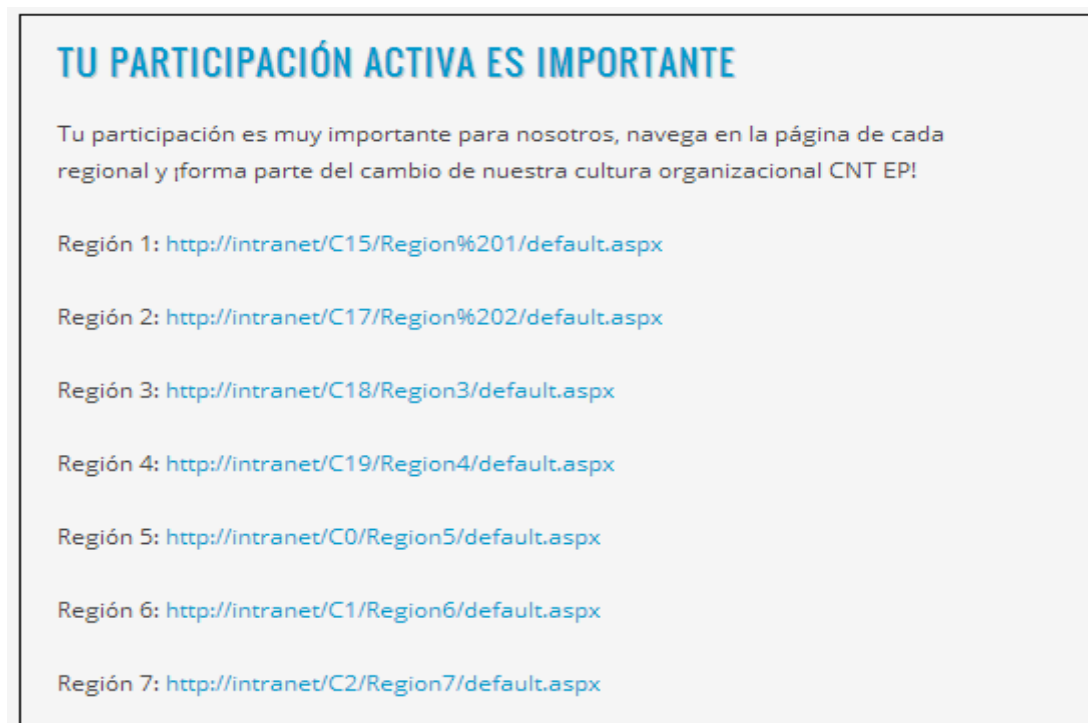 TU PARTICIPACIÓN ACTIVA ES IMPORTANTE
Tu participación es muy importante para nosotros, navega en la página de cada
regional y ¡forma parte del cambio de nuestra cultura organizacional CNT EP!
Región 1: http://intranet/C15/Region%201/default.aspx
Región 2: http://intranet/C17/Region%202/default.aspx
Región 3: http://intranet/C18/Region3/default.aspx
Región 4: http://intranet/C19/Region4/default.aspx
Región 5: http://intranet/C0/Region5/default.aspx
Región 6: http://intranet/C1/Region6/default.aspx
Región 7: http://intranet/C2/Region7/default.aspx